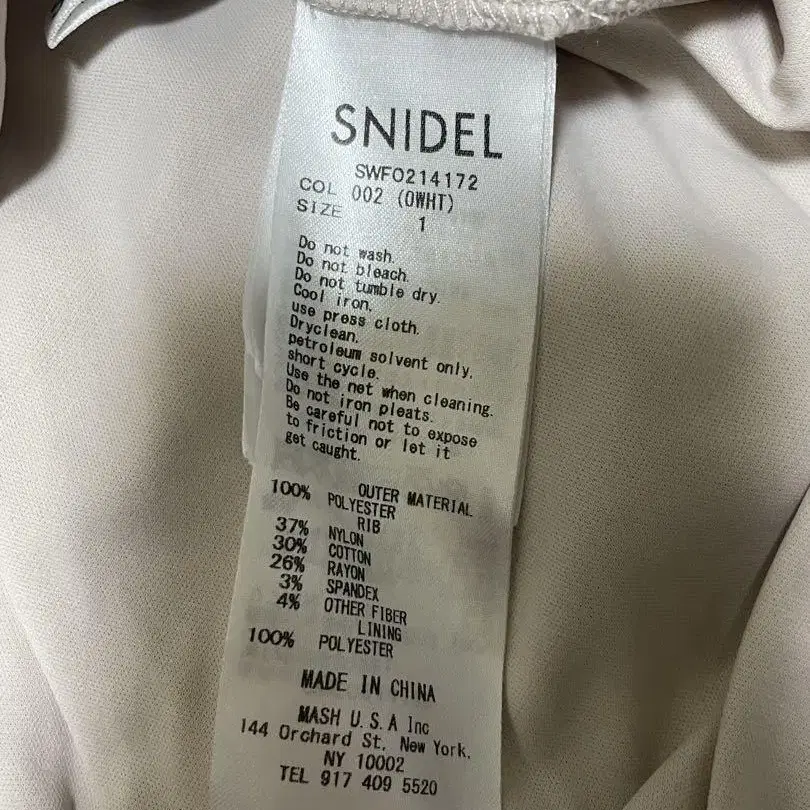 SNIDEL
SWFO214172
COL 002 (OWHT)
SIZE 1
Do not wash.
Do not bleach.
Do not tumble dry.
Cool iron,
use press cloth.
Dryclean,
petroleum solvent only,
short cycle.
Use the net when cleaning.
Do not iron pleats.
Be careful not to expose
to friction or let it
get caught.
OUTER MATERIAL
100% POLYESTER
RIB
37% NYLON
30% COTTON
26% RAYON
3% SPANDEX
4% OTHER FIBER
LINING
100% POLYESTER
MADE IN CHINA
MASH U.S.A Inc
144 Orchard St, New York,
NY 10002
TEL 917 409 5520